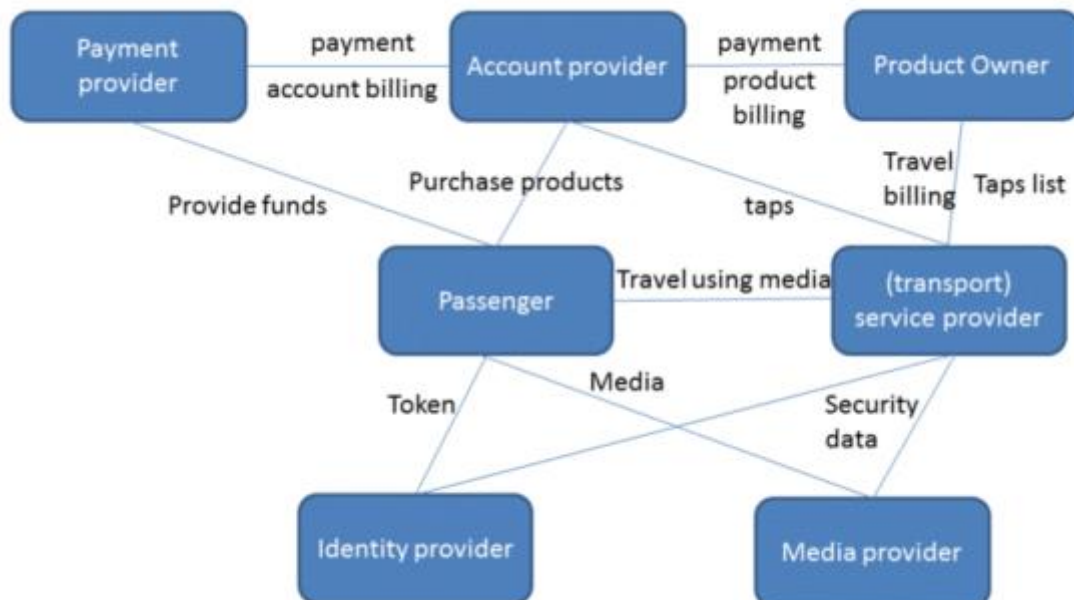 Payment
provider
payment
account billing
Account provider
payment
product
billing
Product Owner
Provide funds
Purchase products
taps
Travel
billing
Taps list
Passenger
Travel using media
(transport)
service provider
Token
Media
Security
data
Identity provider
Media provider